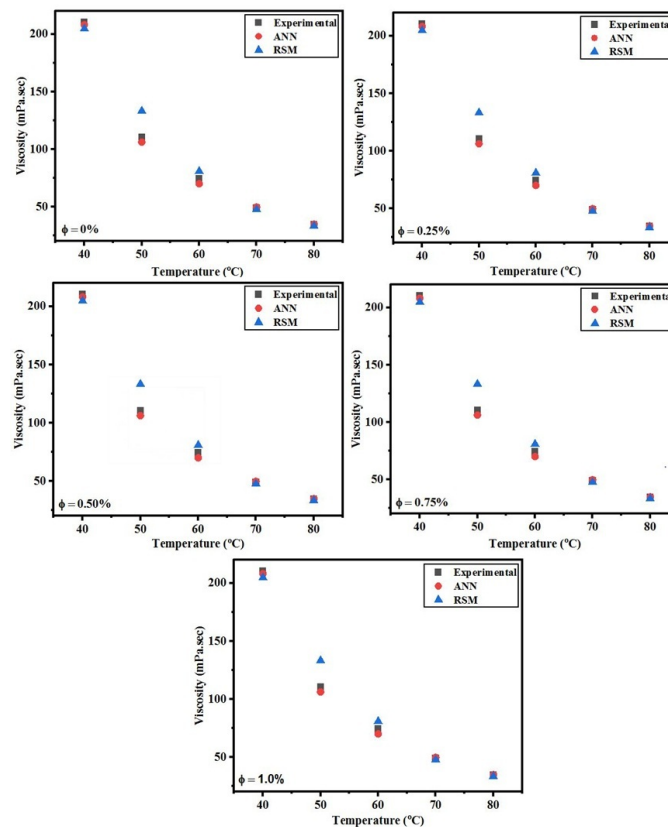 Experimental
ANN
RSM
Viscosity (mPa.sec)
200
150
100
50
ϕ = 0%
40 50 60 70 80
Temperature (°C)
Experimental
ANN
RSM
Viscosity (mPa.sec)
200
150
100
50
ϕ = 0.25%
40 50 60 70 80
Temperature (°C)
Experimental
ANN
RSM
Viscosity (mPa.sec)
200
150
100
50
ϕ = 0.50%
40 50 60 70 80
Temperature (°C)
Experimental
ANN
RSM
Viscosity (mPa.sec)
200
150
100
50
ϕ = 0.75%
40 50 60 70 80
Temperature (°C)
Experimental
ANN
RSM
Viscosity (mPa.sec)
200
150
100
50
ϕ = 1.0%
40 50 60 70 80
Temperature (°C)